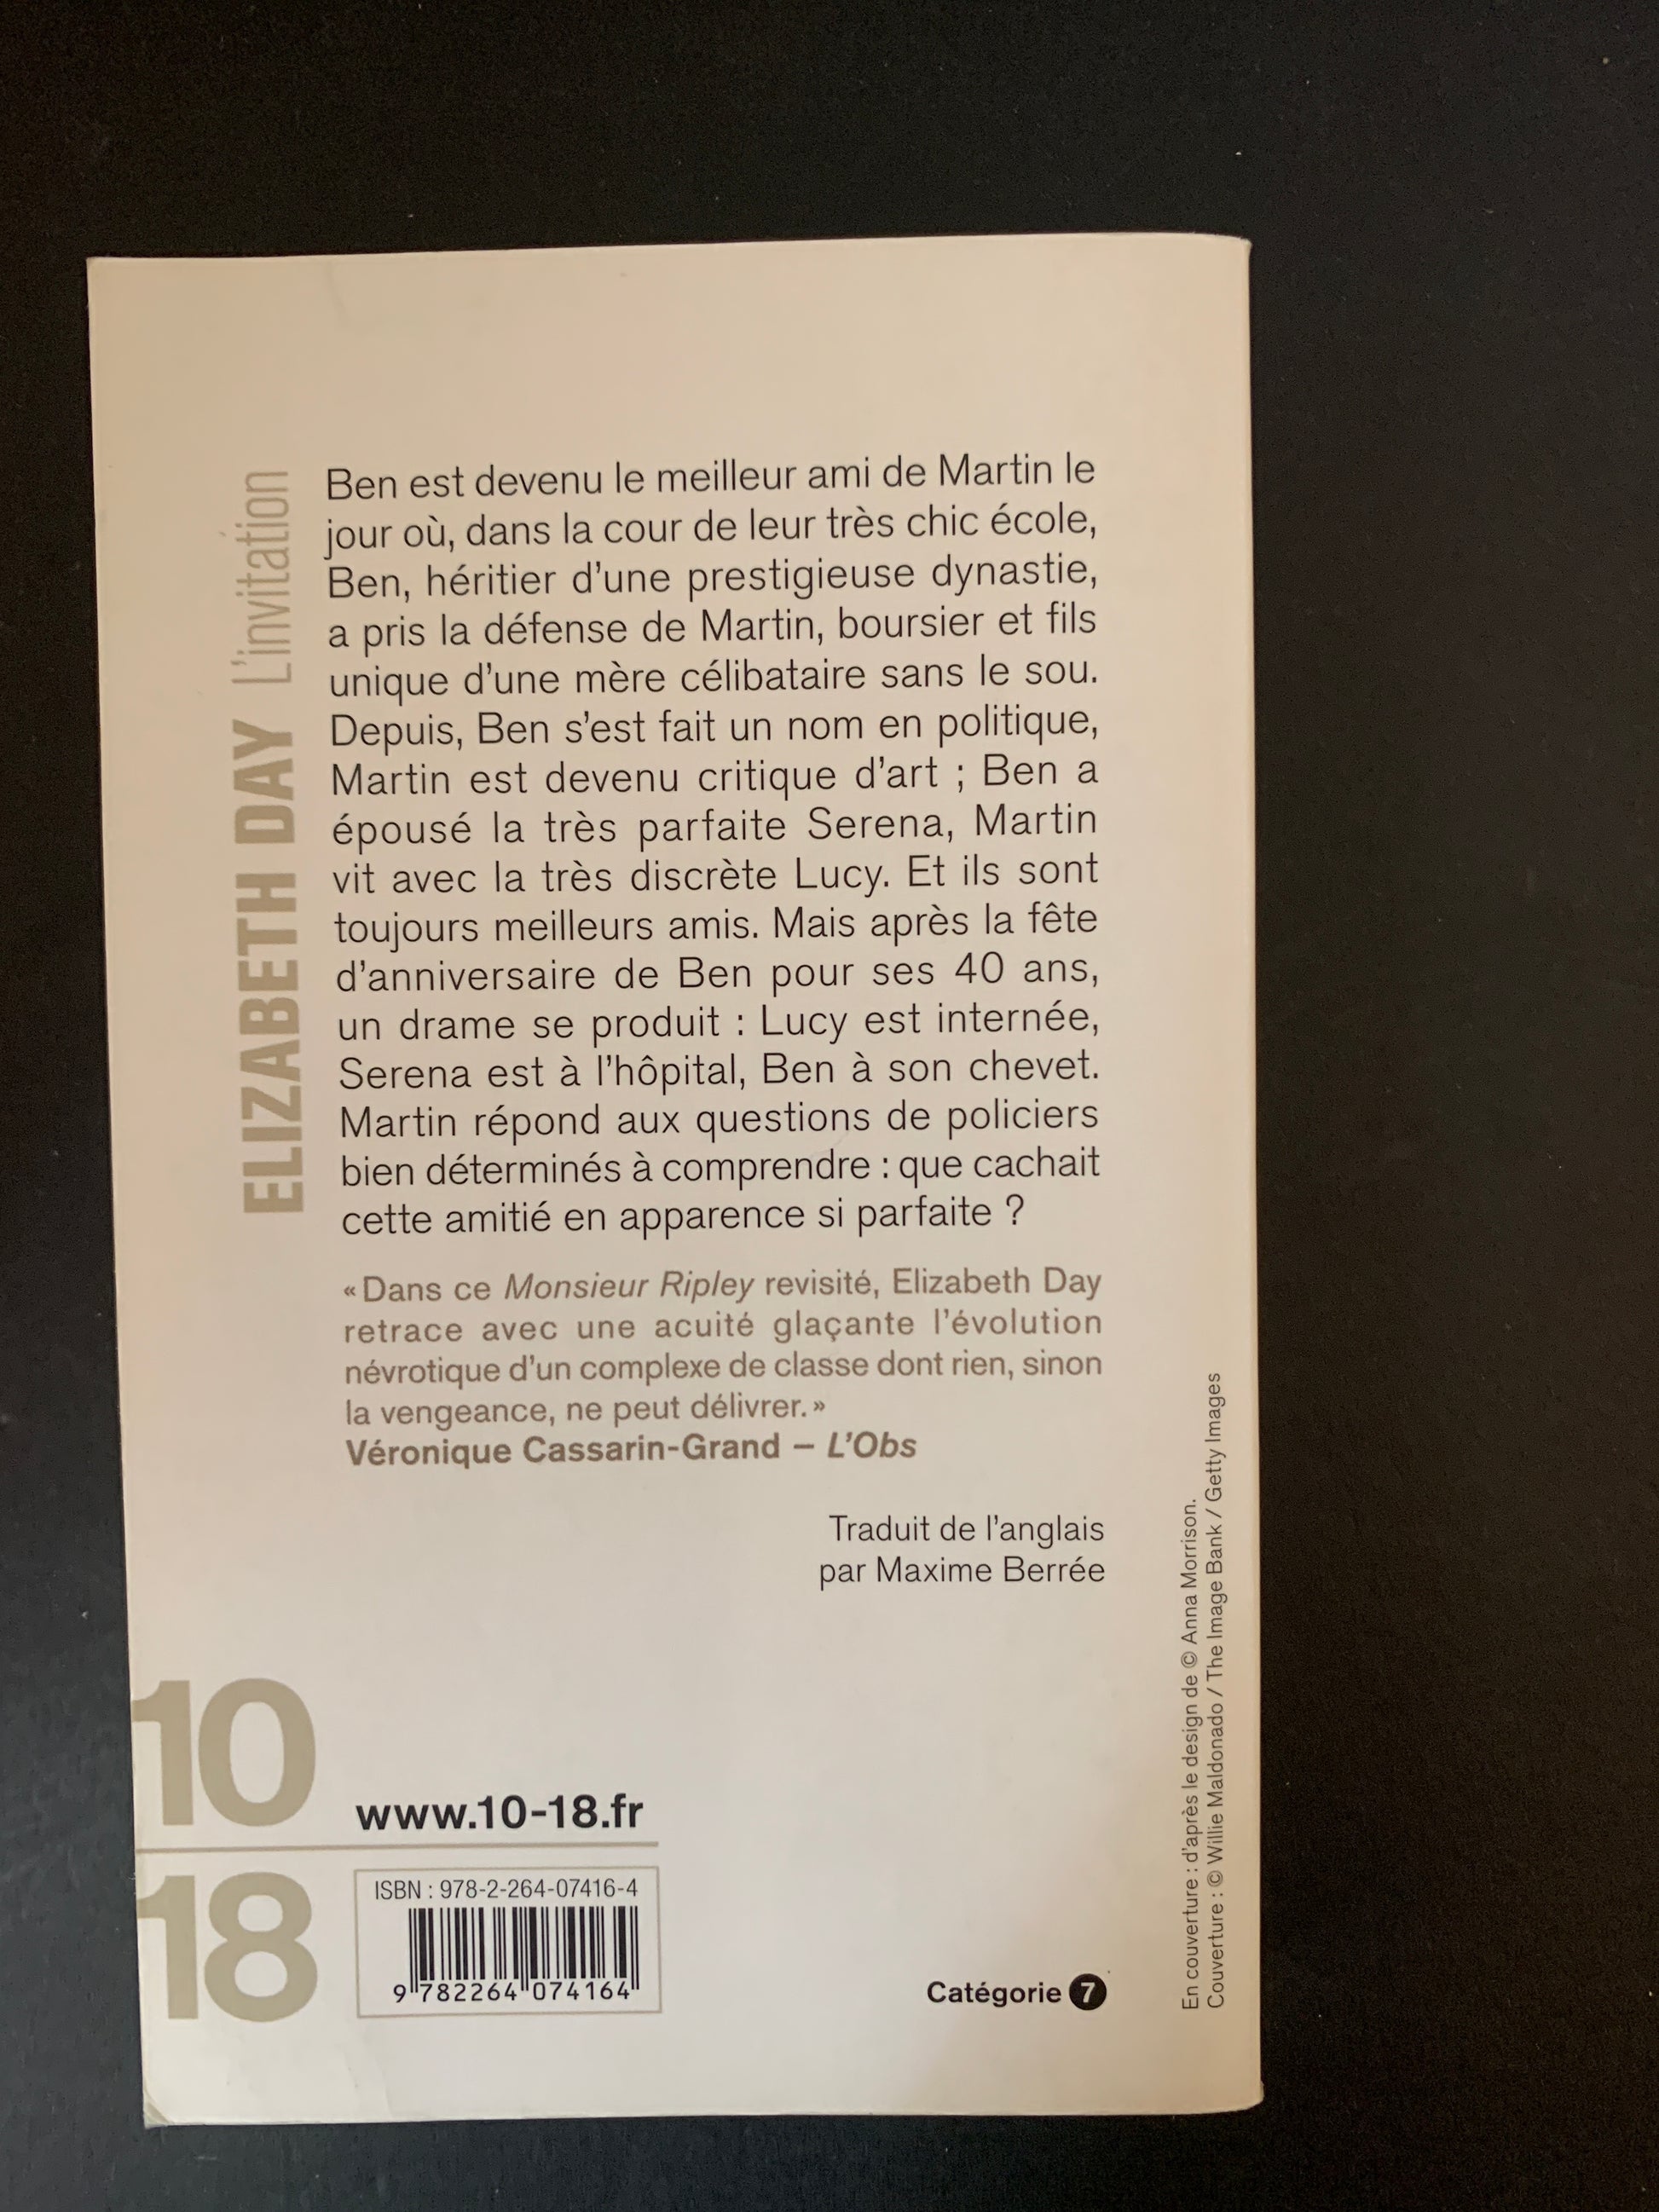 ELIZABETH DAY L'invitation
Ben est devenu le meilleur ami de Martin le
jour où, dans la cour de leur très chic école,
Ben, héritier d'une prestigieuse dynastie,
a pris la défense de Martin, boursier et fils
unique d'une mère célibataire sans le sou.
Depuis, Ben s'est fait un nom en politique,
Martin est devenu critique d'art ; Ben a
épousé la très parfaite Serena, Martin
vit avec la très discrète Lucy. Et ils sont
toujours meilleurs amis. Mais après la fête
d'anniversaire de Ben pour ses 40 ans,
un drame se produit : Lucy est internée,
Serena est à l'hôpital, Ben à son chevet.
Martin répond aux questions de policiers
bien déterminés à comprendre : que cachait
cette amitié en apparence si parfaite ?
« Dans ce Monsieur Ripley revisité, Elizabeth Day
retrace avec une acuité glaçante l'évolution
névrotique d'un complexe de classe dont rien, sinon
la vengeance, ne peut délivrer. »
Véronique Cassarin-Grand – L'Obs
Traduit de l'anglais
par Maxime Berrée
10
18
www.10-18.fr
ISBN : 978-2-264-07416-4
9 782264 074164
Catégorie 7
En couverture : d'après le design de © Anna Morrison.
Couverture : © Willie Maldonado / The Image Bank / Getty Images